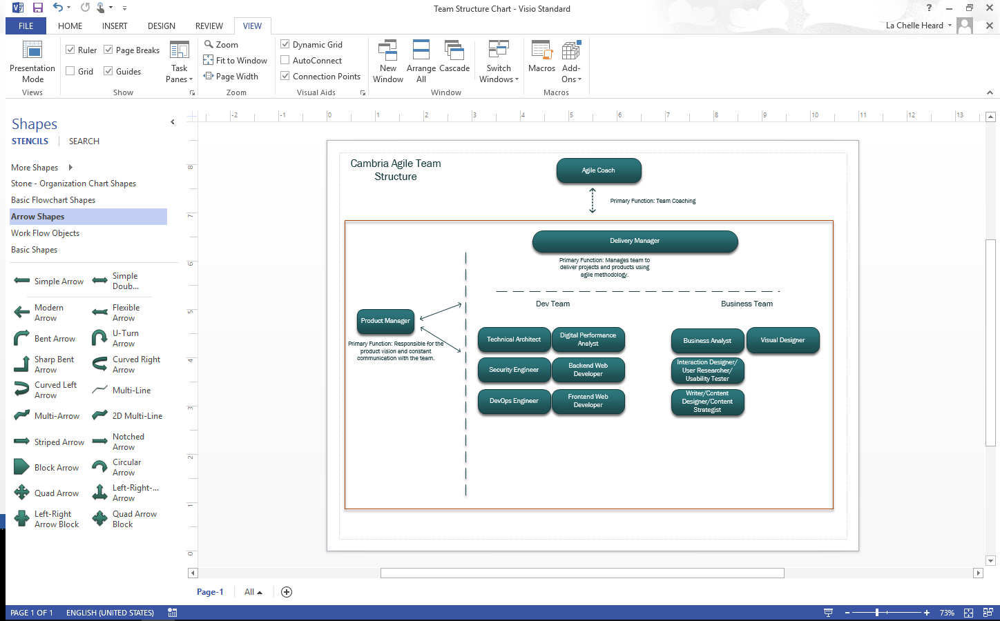 Team Structure Chart - Visio Standard
?
FILE
HOME
INSERT
DESIGN
REVIEW
VIEW
La Chelle Heard
Presentation
Mode
Views
Ruler
Page Breaks
Grid
Guides
Task
Panes
Show
Zoom
Fit to Window
Page Width
Zoom
Dynamic Grid
AutoConnect
Connection Points
Visual Aids
New
Window
Arrange
All
Cascade
Switch
Windows
Window
Macros
Add-
Ons
Macros
Shapes
STENCILS
SEARCH
More Shapes
Stone - Organization Chart Shapes
Basic Flowchart Shapes
Arrow Shapes
Work Flow Objects
Basic Shapes
Simple Arrow
Simple
Doub...
Modern
Arrow
Flexible
Arrow
Bent Arrow
U-Turn
Arrow
Sharp Bent
Arrow
Curved Right
Arrow
Curved Left
Arrow
Multi-Line
Multi-Arrow
2D Multi-Line
Striped Arrow
Notched
Arrow
Block Arrow
Circular
Arrow
Quad Arrow
Left-Right-...
Arrow
Left-Right
Arrow Block
Quad Arrow
Block
-2 -1 0 1 2 3 4 5 6 7 8 9 10 11 12 13
8
7
6
5
4
3
2
1
0
Cambria Agile Team
Structure
Agile Coach
Primary Function: Team Coaching
Delivery Manager
Primary Function: Manages team to
deliver projects and products using
agile methodology.
Dev Team
Business Team
Product Manager
Primary Function: Responsible for the
product vision and constant
communication with the team.
Technical Architect
Digital Performance
Analyst
Security Engineer
Backend Web
Developer
DevOps Engineer
Frontend Web
Developer
Business Analyst
Visual Designer
Interaction Designer/
User Researcher/
Usability Tester
Writer/Content
Designer/Content
Strategist
Page-1
All
PAGE 1 OF 1
ENGLISH (UNITED STATES)
73%